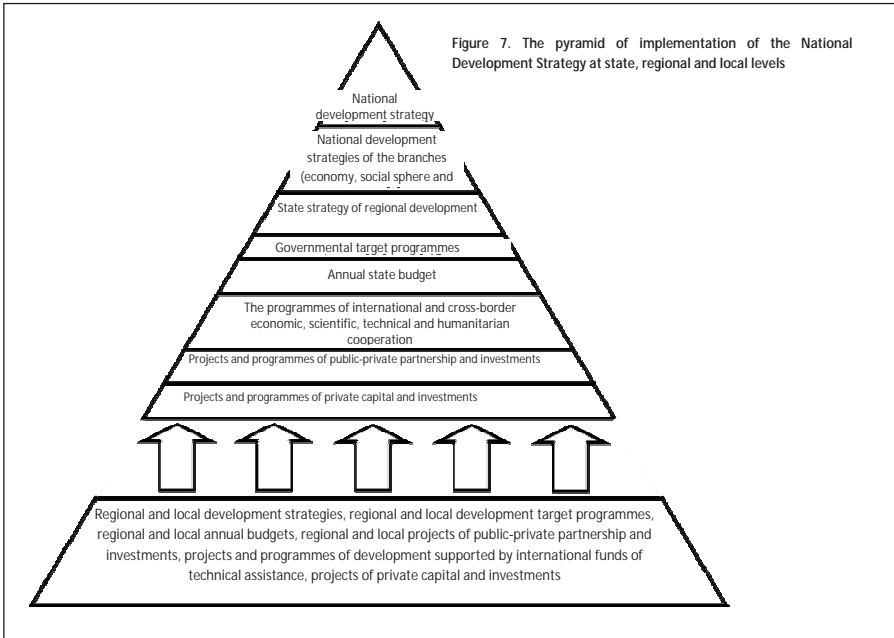 Figure 7. The pyramid of implementation of the National
Development Strategy at state, regional and local levels
National
development strategy
National development
strategies of the branches
(economy, social sphere and
State strategy of regional development
Governmental target programmes
Annual state budget
The programmes of international and cross-border
economic, scientific, technical and humanitarian
cooperation
Projects and programmes of public-private partnership and investments
Projects and programmes of private capital and investments
Regional and local development strategies, regional and local development target programmes,
regional and local annual budgets, regional and local projects of public-private partnership and
investments, projects and programmes of development supported by international funds of
technical assistance, projects of private capital and investments